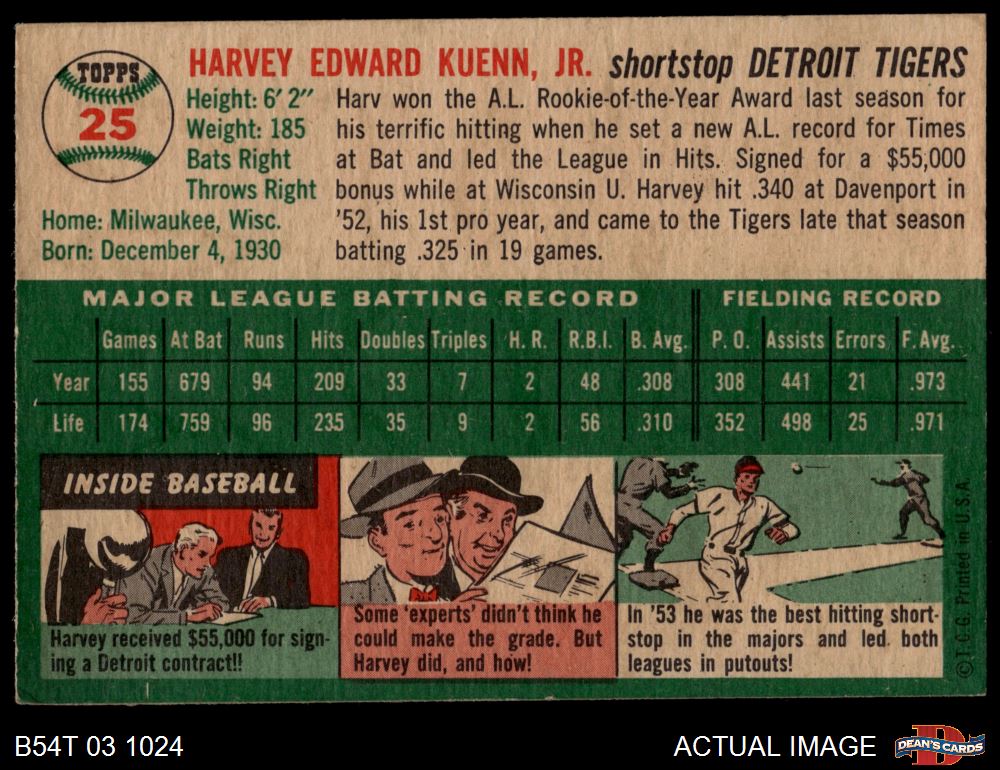 TOPPS
25
HARVEY EDWARD KUENN, JR. shortstop DETROIT TIGERS
Height: 6' 2"
Weight: 185
Bats Right
Throws Right
Home: Milwaukee, Wisc.
Born: December 4, 1930
Harv won the A.L. Rookie-of-the-Year Award last season for
his terrific hitting when he set a new A.L. record for Times
at Bat and led the League in Hits. Signed for a $55,000
bonus while at Wisconsin U. Harvey hit .340 at Davenport in
'52, his 1st pro year, and came to the Tigers late that season
batting .325 in 19 games.
MAJOR LEAGUE BATTING RECORD FIELDING RECORD
Games At Bat Runs Hits Doubles Triples H. R. R.B.I. B. Avg. P. O. Assists Errors F. Avg.
Year 155 679 94 209 33 7 2 48 .308 308 441 21 .973
Life 174 759 96 235 35 9 2 56 .310 352 498 25 .971
INSIDE BASEBALL
Harvey received $55,000 for sign-
ing a Detroit contract!!
Some 'experts' didn't think he
could make the grade. But
Harvey did, and how!
In '53 he was the best hitting short-
stop in the majors and led both
leagues in putouts!
© T.C.G. Printed in U.S.A.
B54T 03 1024
ACTUAL IMAGE
DEAN'S CARDS